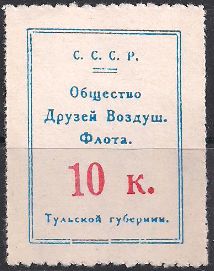 С. С. С. Р.
Общество
Друзей Воздуш.
Флота.
10 к.
Тульской губернии.